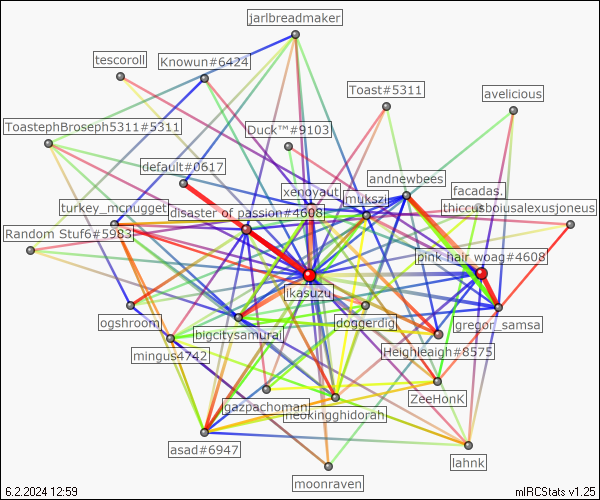 jarlbreadmaker
tescoroll
Knowun#6424
Toast#5311
avelicious
ToastephBroseph5311#5311
Duck™#9103
default#0617
andnewbees
xenoyaut
mukszi
facadas.
turkey_mcnugget
disaster of passion#4608
thiccusboiusalexusjoneus
Random Stuf6#5983
pink hair woag#4608
ikasuzu
ogshroom
bigcitysamurai
doggerdig
gregor_samsa
mingus4742
Heighleaigh#8575
gazpachoman
neokingghidorah
ZeeHonK
asad#6947
lahnk
moonraven
6.2.2024 12:59
mIRCStats v1.25